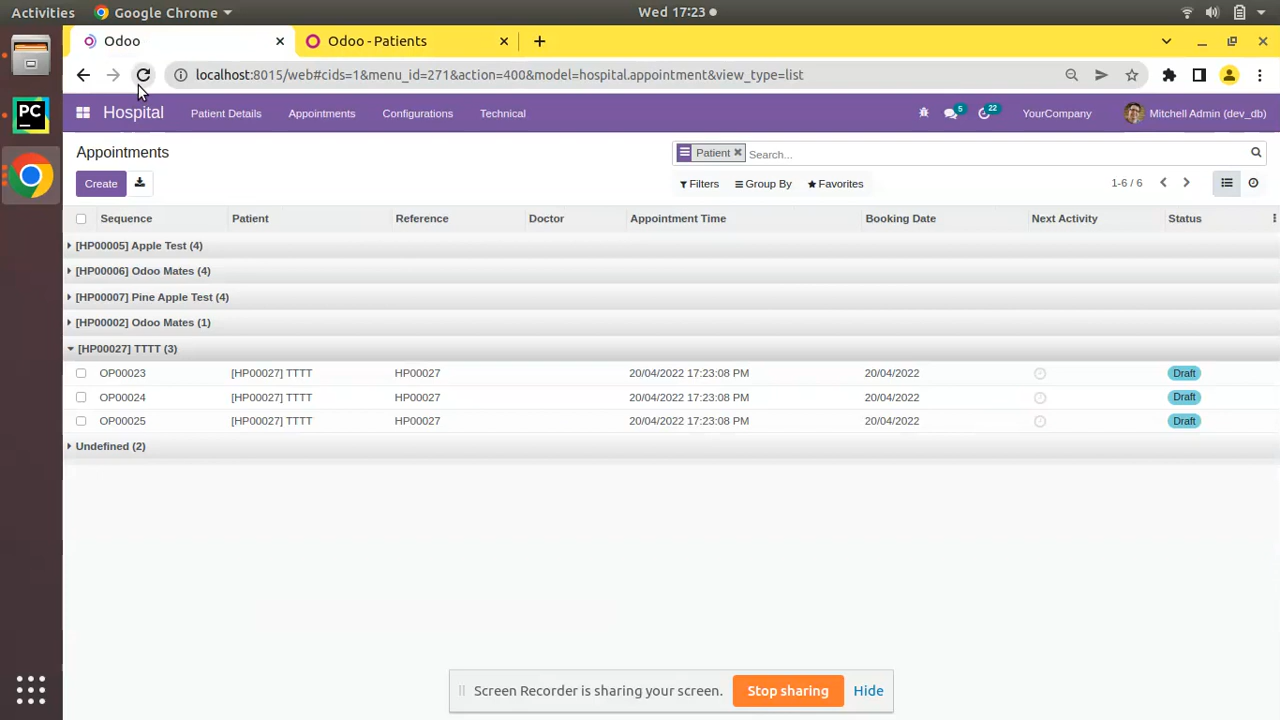 Activities Google Chrome Wed 17:23
Odoo Odoo - Patients
localhost:8015/web#cids=1&menu_id=271&action=400&model=hospital.appointment&view_type=list
PC
Hospital Patient Details Appointments Configurations Technical 5 22 YourCompany Mitchell Admin (dev_db)
Appointments Patient Search...
Create Filters Group By Favorites 1-6 / 6
Sequence Patient Reference Doctor Appointment Time Booking Date Next Activity Status
[HP00005] Apple Test (4)
[HP00006] Odoo Mates (4)
[HP00007] Pine Apple Test (4)
[HP00002] Odoo Mates (1)
[HP00027] TTTT (3)
OP00023 [HP00027] TTTT HP00027 20/04/2022 17:23:08 PM 20/04/2022 Draft
OP00024 [HP00027] TTTT HP00027 20/04/2022 17:23:08 PM 20/04/2022 Draft
OP00025 [HP00027] TTTT HP00027 20/04/2022 17:23:08 PM 20/04/2022 Draft
Undefined (2)
Screen Recorder is sharing your screen. Stop sharing Hide